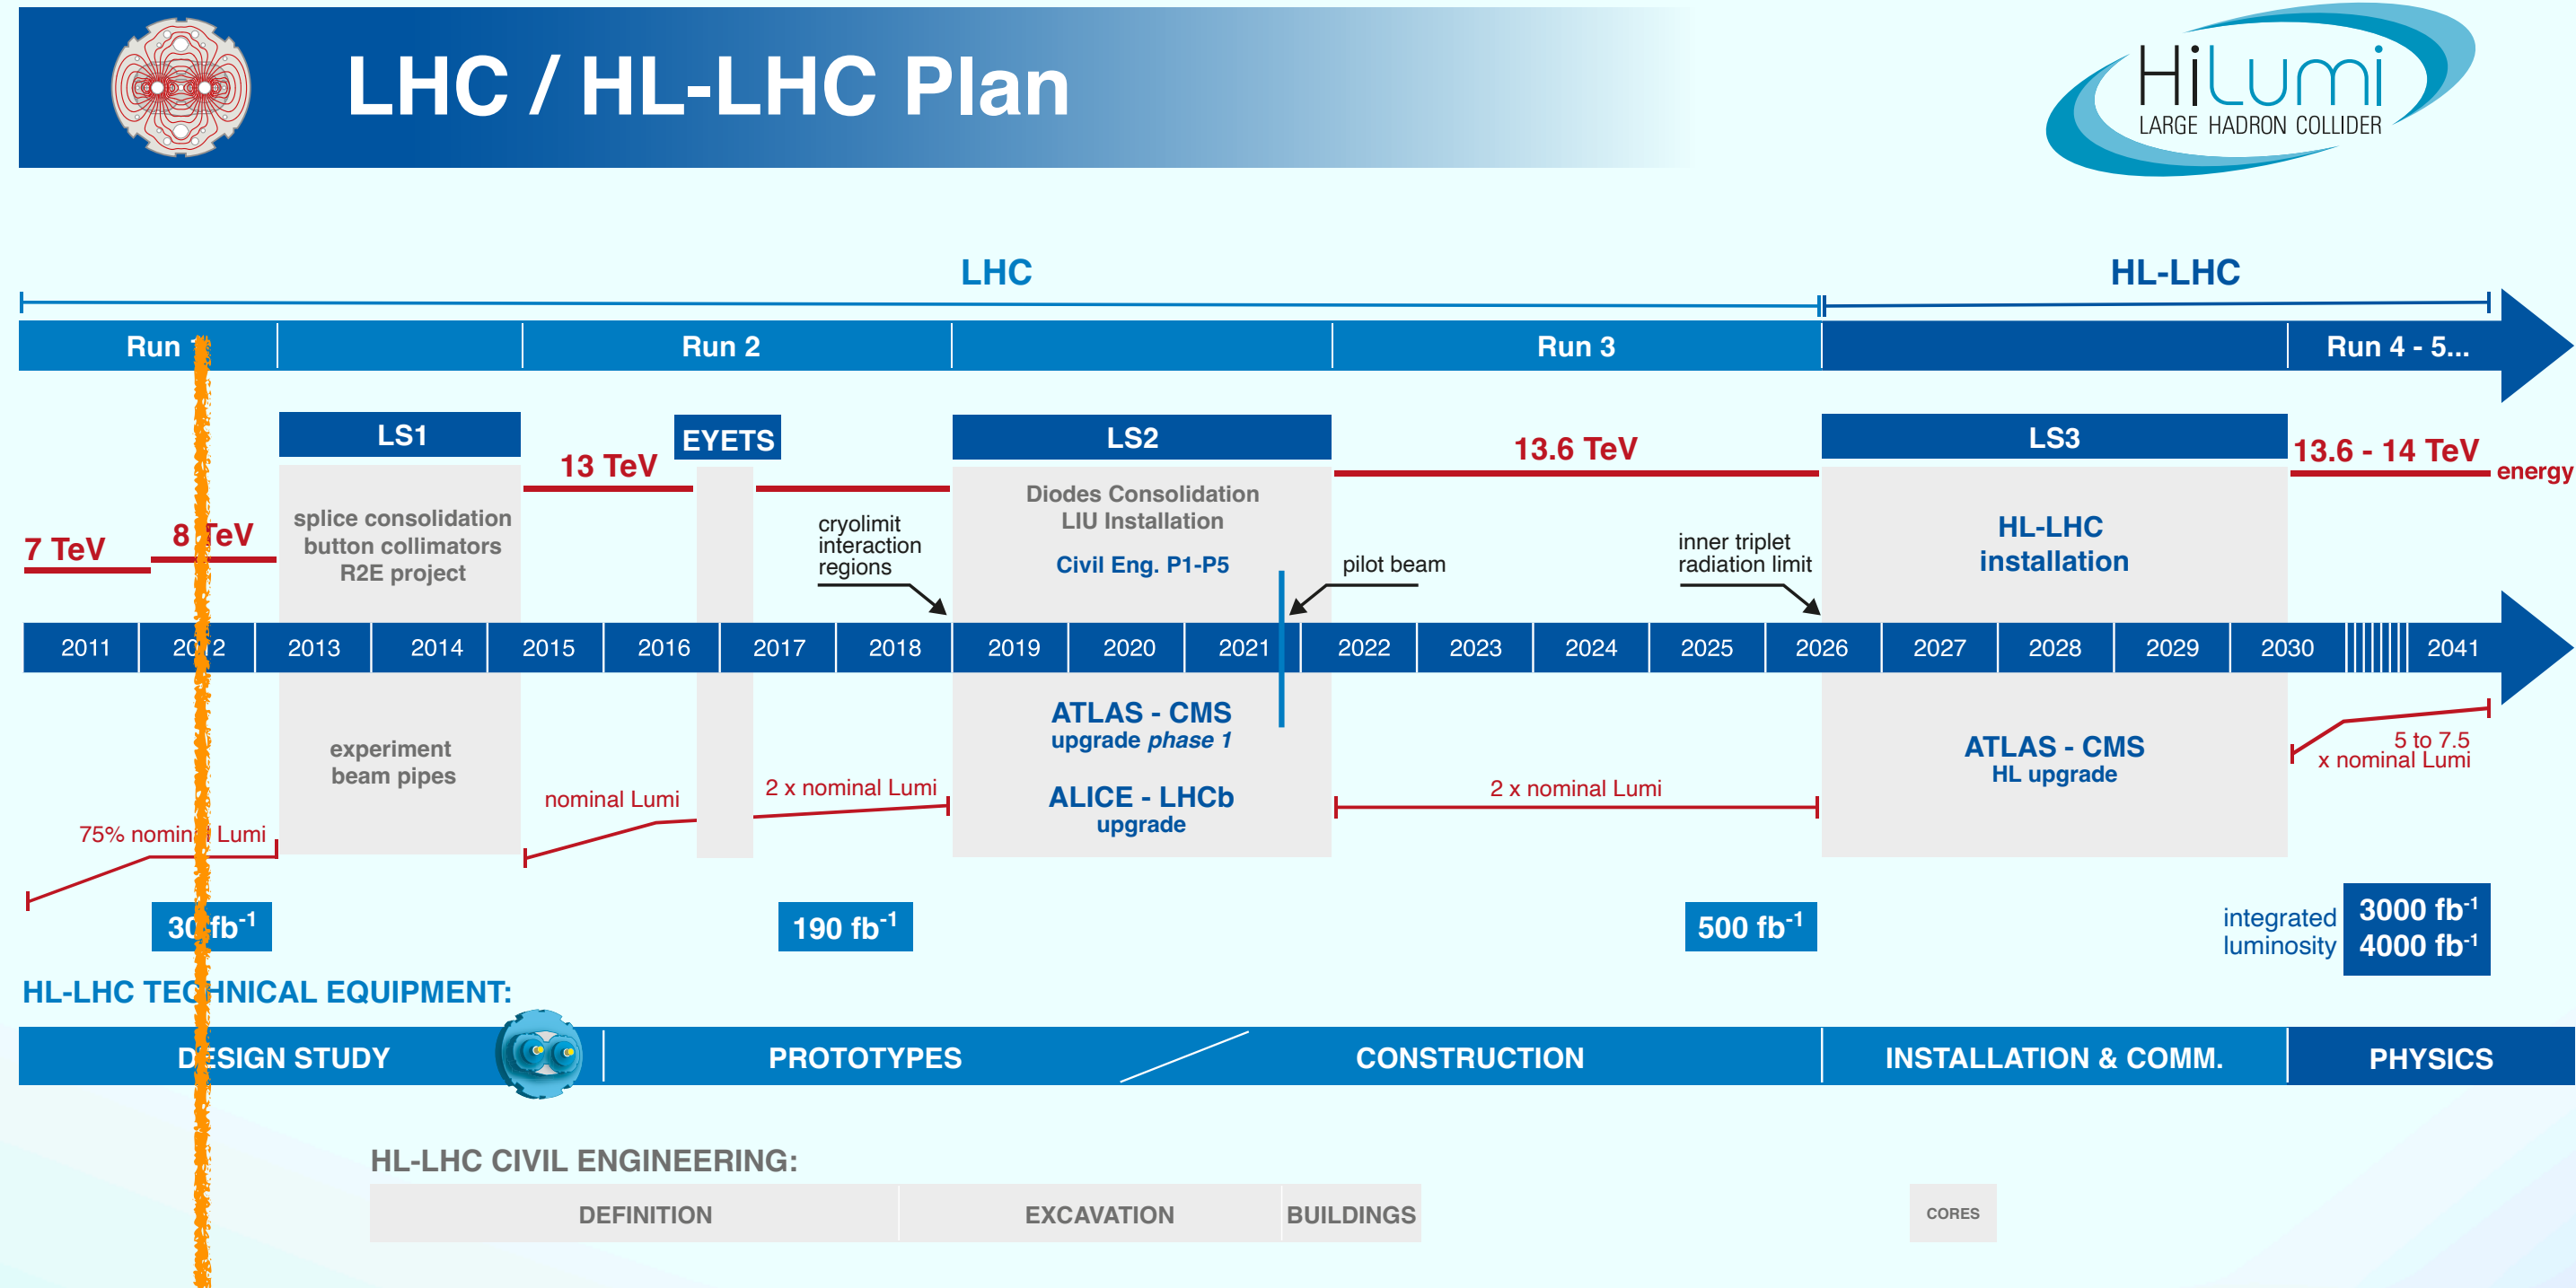 LHC / HL-LHC Plan
HiLumi
LARGE HADRON COLLIDER
LHC
HL-LHC
Run 1
Run 2
Run 3
Run 4 - 5...
LS1
EYETS
LS2
LS3
13 TeV
13.6 TeV
13.6 - 14 TeV
energy
7 TeV
8 TeV
splice consolidation
button collimators
R2E project
cryolimit
interaction
regions
Diodes Consolidation
LIU Installation
Civil Eng. P1-P5
pilot beam
inner triplet
radiation limit
HL-LHC
installation
2011
2012
2013
2014
2015
2016
2017
2018
2019
2020
2021
2022
2023
2024
2025
2026
2027
2028
2029
2030
2041
experiment
beam pipes
ATLAS - CMS
upgrade phase 1
ALICE - LHCb
upgrade
ATLAS - CMS
HL upgrade
5 to 7.5
x nominal Lumi
75% nominal Lumi
nominal Lumi
2 x nominal Lumi
2 x nominal Lumi
30 fb-1
190 fb-1
500 fb-1
integrated
luminosity
3000 fb-1
4000 fb-1
HL-LHC TECHNICAL EQUIPMENT:
DESIGN STUDY
PROTOTYPES
CONSTRUCTION
INSTALLATION & COMM.
PHYSICS
HL-LHC CIVIL ENGINEERING:
DEFINITION
EXCAVATION
BUILDINGS
CORES